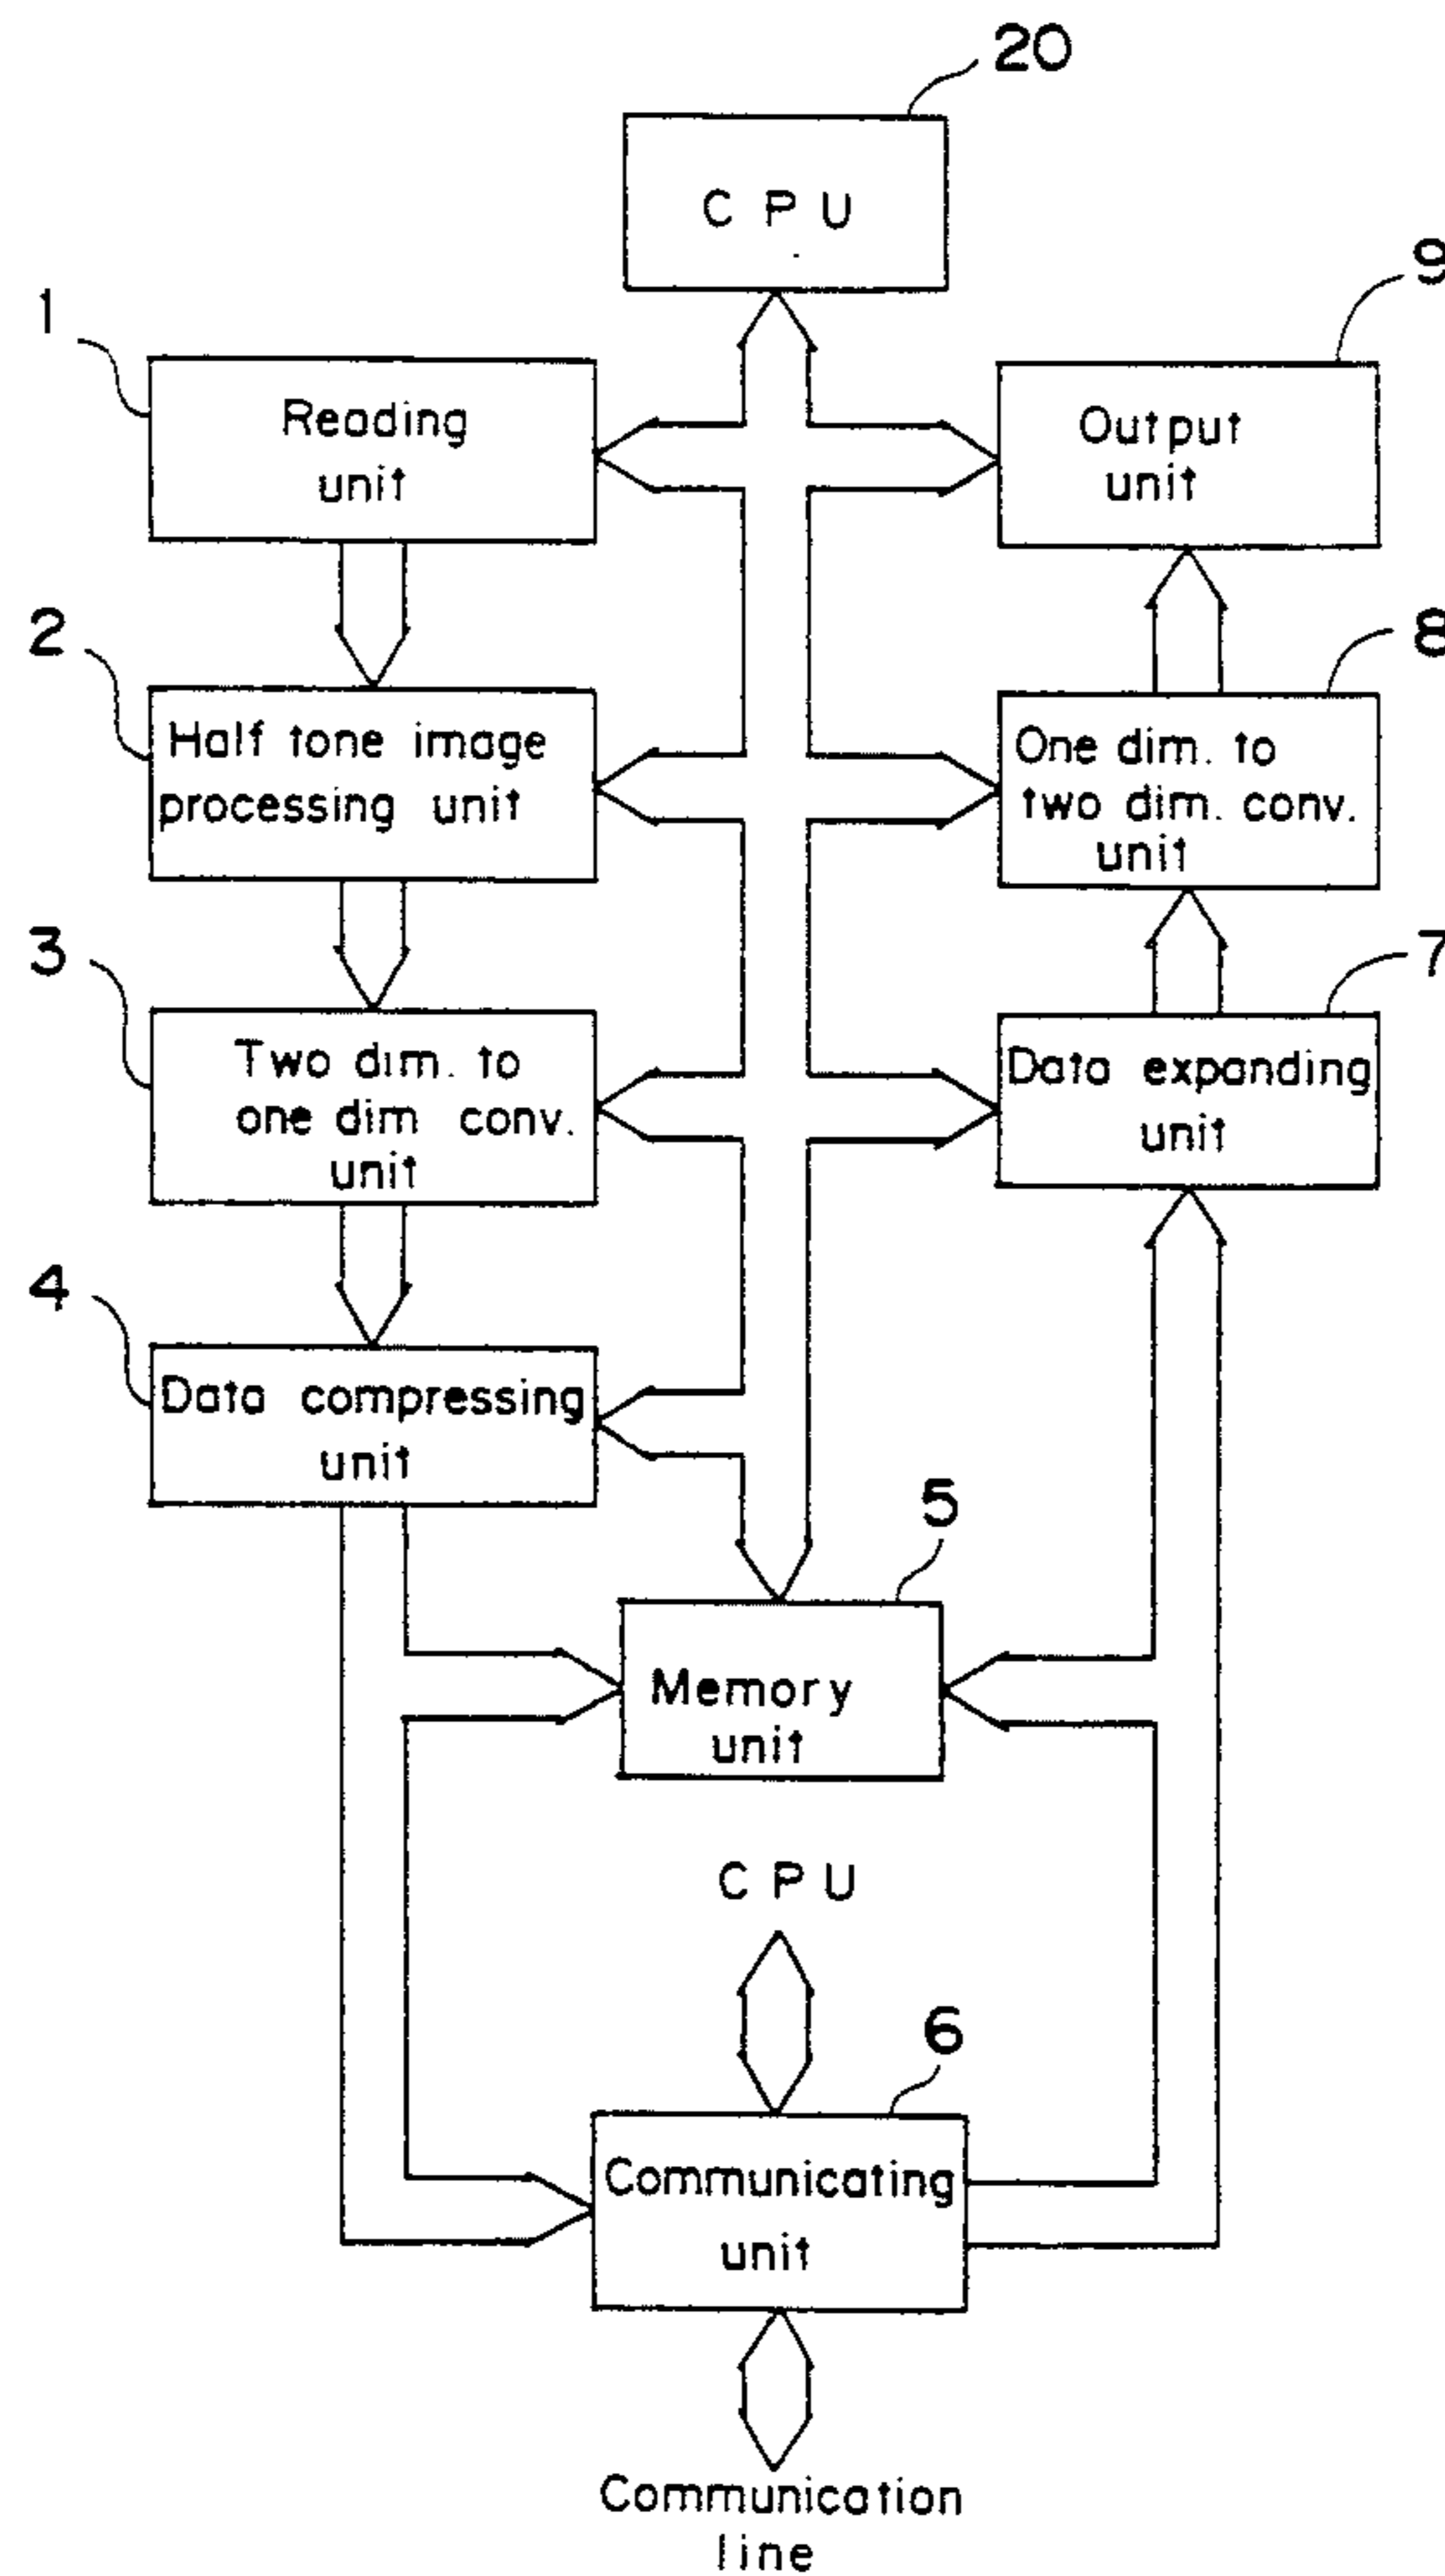 20
C P U
1
Reading
unit
9
Output
unit
2
Half tone image
processing unit
8
One dim. to
two dim. conv.
unit
3
Two dim. to
one dim conv.
unit
7
Data expanding
unit
4
Data compressing
unit
5
Memory
unit
C P U
6
Communicating
unit
Communication
line